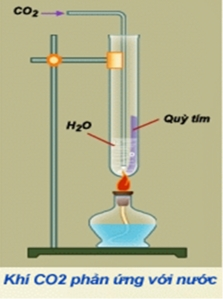 CO2
Quỳ tím
H2O
Khí CO2 phản ứng với nước